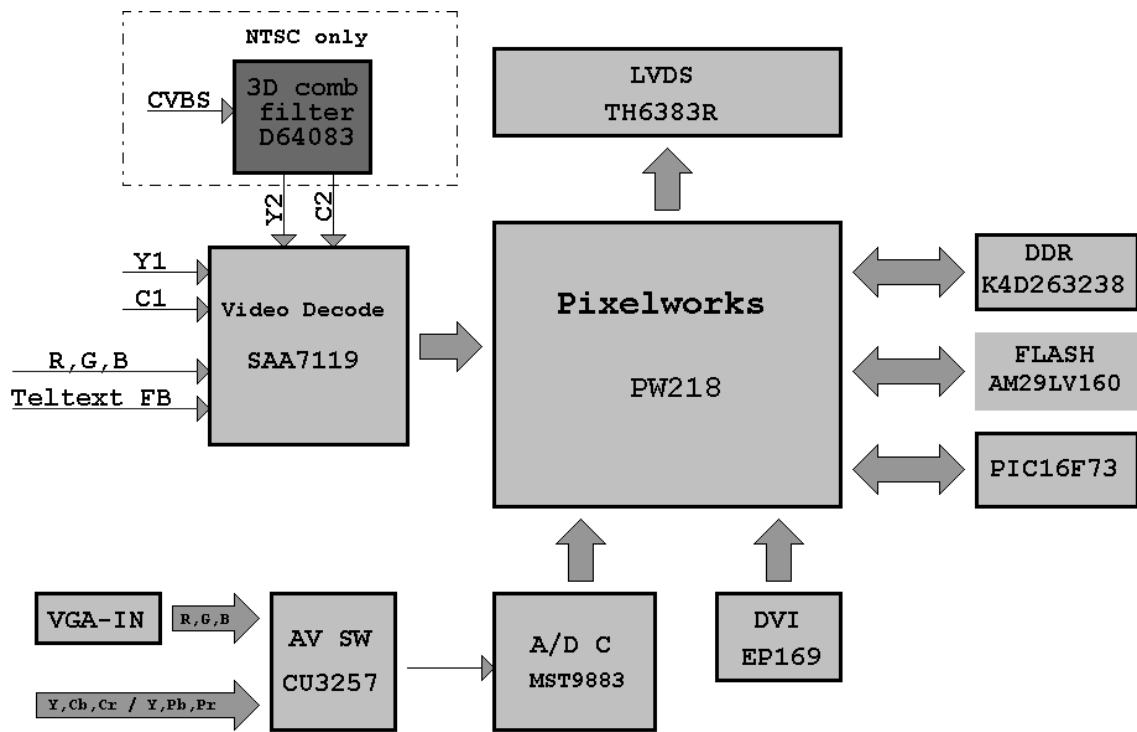 NTSC only
CVBS
3D comb
filter
D64083
Y2
C2
LVDS
TH6383R
Y1
C1
R,G,B
Teltext FB
Video Decode
SAA7119
Pixelworks
PW218
DDR
K4D263238
FLASH
AM29LV160
PIC16F73
VGA-IN
R,G,B
Y,Cb,Cr / Y,Pb,Pr
AV SW
CU3257
A/D C
MST9883
DVI
EP169